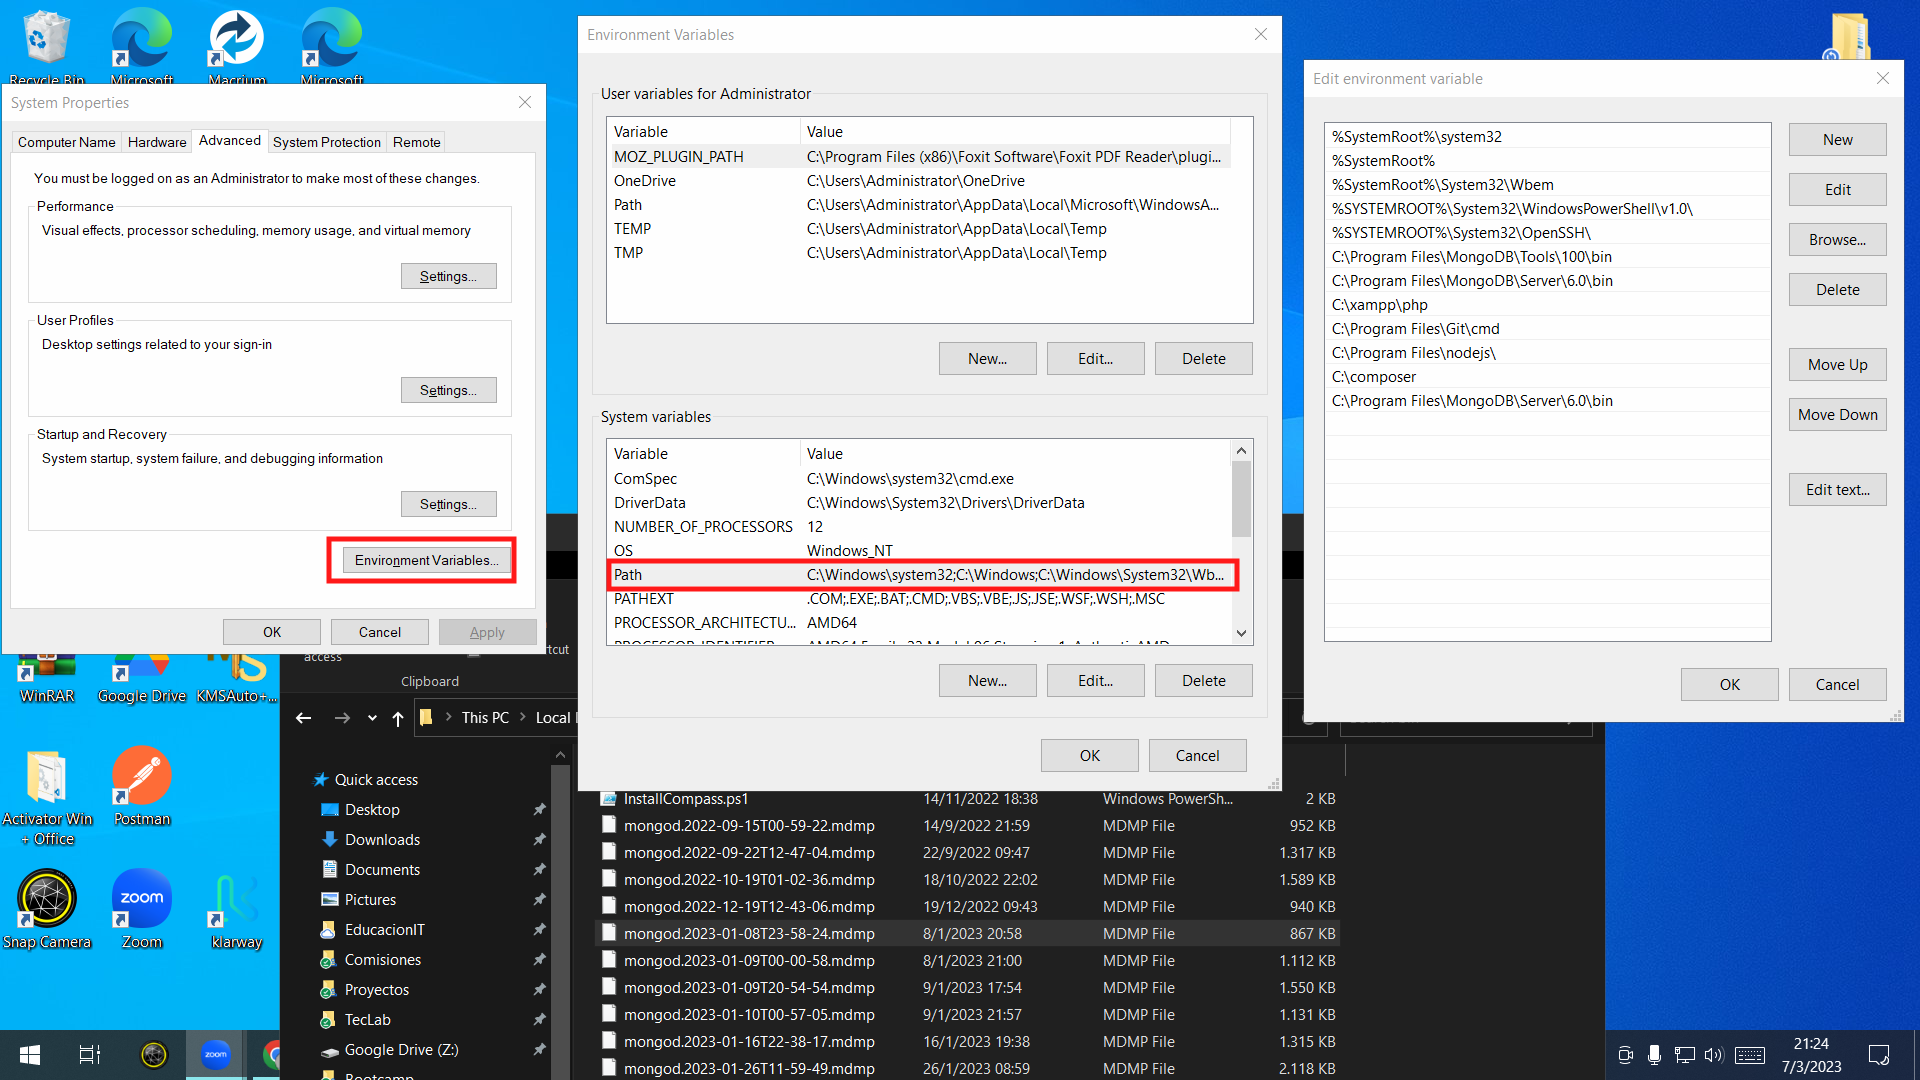 Recycle Bin
Microsoft
Macrium
Microsoft
System Properties
Computer Name
Hardware
Advanced
System Protection
Remote
You must be logged on as an Administrator to make most of these changes.
Performance
Visual effects, processor scheduling, memory usage, and virtual memory
Settings...
User Profiles
Desktop settings related to your sign-in
Settings...
Startup and Recovery
System startup, system failure, and debugging information
Settings...
Environment Variables...
OK
Cancel
Apply
Environment Variables
User variables for Administrator
Variable Value
MOZ_PLUGIN_PATH C:\Program Files (x86)\Foxit Software\Foxit PDF Reader\plugi...
OneDrive C:\Users\Administrator\OneDrive
Path C:\Users\Administrator\AppData\Local\Microsoft\WindowsA...
TEMP C:\Users\Administrator\AppData\Local\Temp
TMP C:\Users\Administrator\AppData\Local\Temp
New...
Edit...
Delete
System variables
Variable Value
ComSpec C:\Windows\system32\cmd.exe
DriverData C:\Windows\System32\Drivers\DriverData
NUMBER_OF_PROCESSORS 12
OS Windows_NT
Path C:\Windows\system32;C:\Windows;C:\Windows\System32\Wb...
PATHEXT .COM;.EXE;.BAT;.CMD;.VBS;.VBE;.JS;.JSE;.WSF;.WSH;.MSC
PROCESSOR_ARCHITECTU... AMD64
New...
Edit...
Delete
OK
Cancel
Edit environment variable
%SystemRoot%\system32
%SystemRoot%
%SystemRoot%\System32\Wbem
%SYSTEMROOT%\System32\WindowsPowerShell\v1.0\
%SYSTEMROOT%\System32\OpenSSH\
C:\Program Files\MongoDB\Tools\100\bin
C:\Program Files\MongoDB\Server\6.0\bin
C:\xampp\php
C:\Program Files\Git\cmd
C:\Program Files\nodejs\
C:\composer
C:\Program Files\MongoDB\Server\6.0\bin
New
Edit
Browse...
Delete
Move Up
Move Down
Edit text...
OK
Cancel
WinRAR
Google Drive
KMSAuto+...
Activator Win
+ Office
Postman
Snap Camera
zoom
Zoom
klarway
access
Clipboard
This PC
Local
Quick access
Desktop
Downloads
Documents
Pictures
EducacionIT
Comisiones
Proyectos
TecLab
Google Drive (Z:)
Bootcamp
InstallCompass.ps1 14/11/2022 18:38 Windows PowerSh... 2 KB
mongod.2022-09-15T00-59-22.mdmp 14/9/2022 21:59 MDMP File 952 KB
mongod.2022-09-22T12-47-04.mdmp 22/9/2022 09:47 MDMP File 1.317 KB
mongod.2022-10-19T01-02-36.mdmp 18/10/2022 22:02 MDMP File 1.589 KB
mongod.2022-12-19T12-43-06.mdmp 19/12/2022 09:43 MDMP File 940 KB
mongod.2023-01-08T23-58-24.mdmp 8/1/2023 20:58 MDMP File 867 KB
mongod.2023-01-09T00-00-58.mdmp 8/1/2023 21:00 MDMP File 1.112 KB
mongod.2023-01-09T20-54-54.mdmp 9/1/2023 17:54 MDMP File 1.550 KB
mongod.2023-01-10T00-57-05.mdmp 9/1/2023 21:57 MDMP File 1.131 KB
mongod.2023-01-16T22-38-17.mdmp 16/1/2023 19:38 MDMP File 1.315 KB
mongod.2023-01-26T11-59-49.mdmp 26/1/2023 08:59 MDMP File 2.118 KB
zoom
21:24
7/3/2023